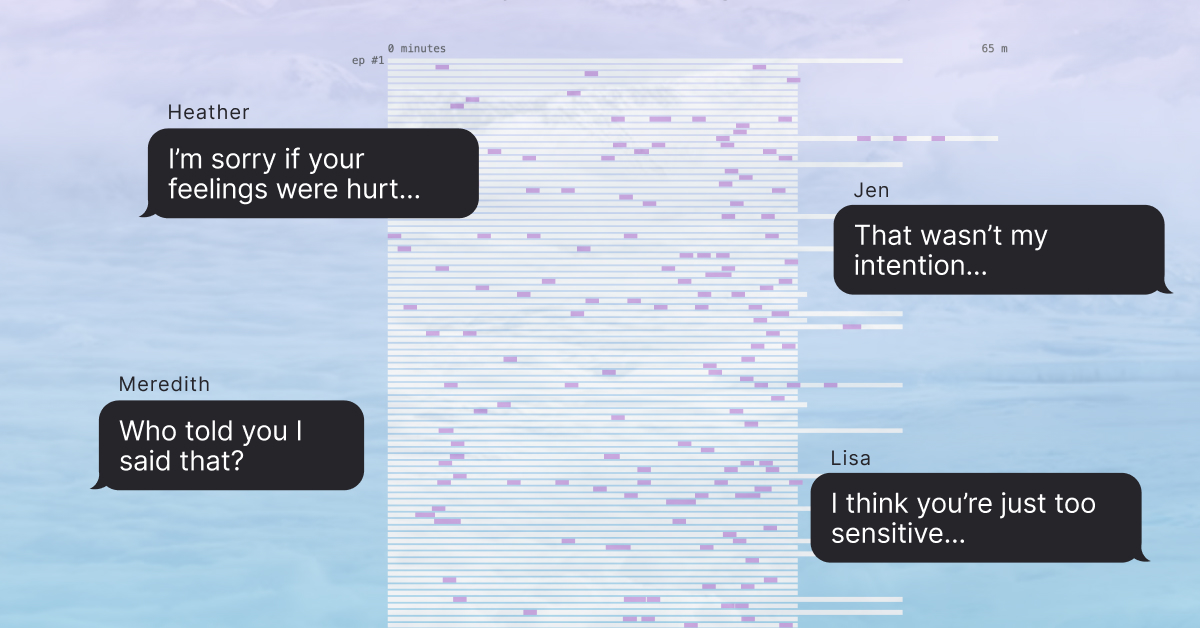 0 minutes
65 m
ep #1
Heather
I’m sorry if your
feelings were hurt...
Jen
That wasn’t my
intention...
Meredith
Who told you I
said that?
Lisa
I think you’re just too
sensitive...